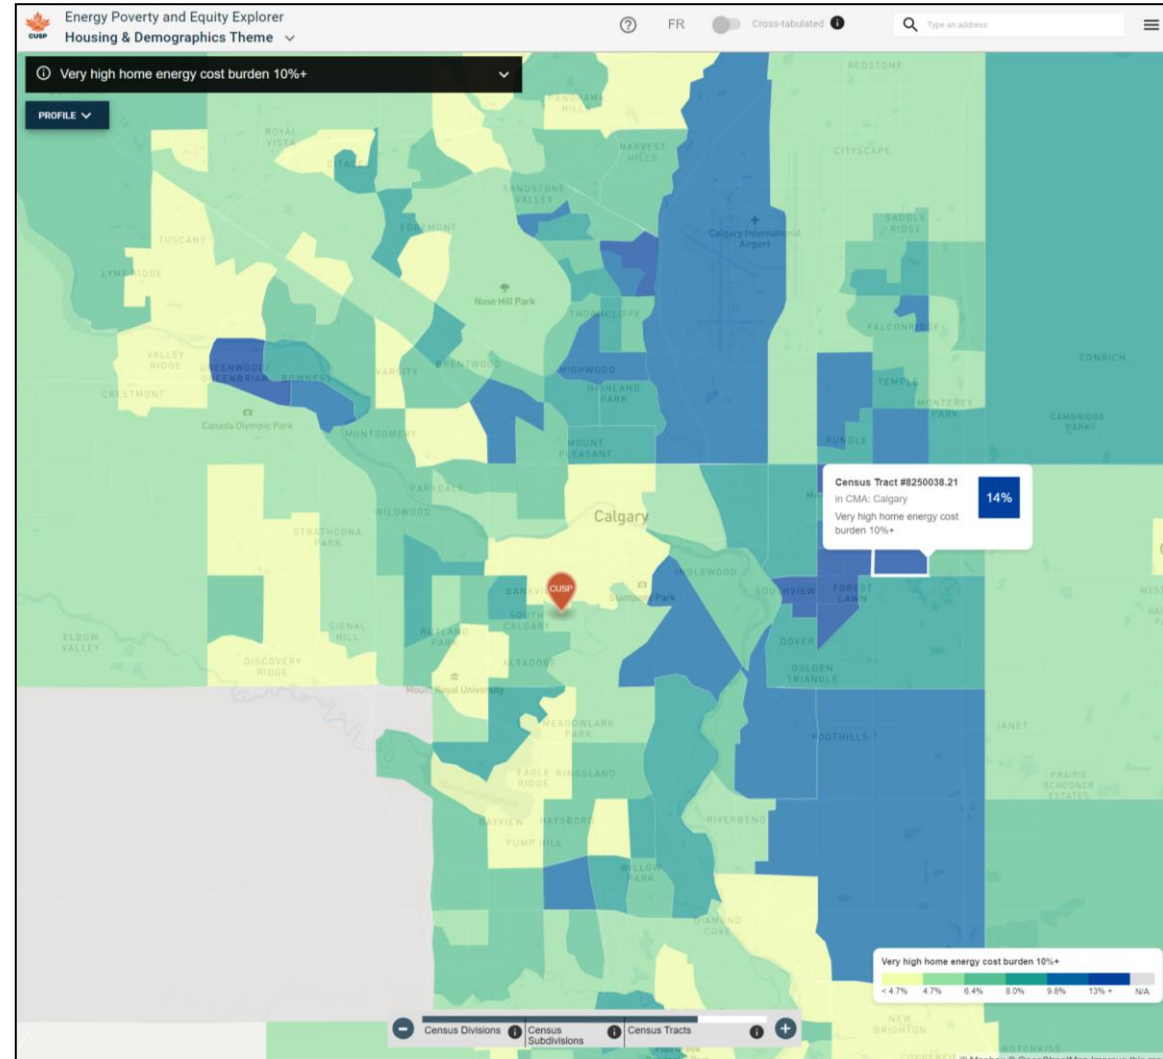 CUSP
Energy Poverty and Equity Explorer
Housing & Demographics Theme
FR
Cross-tabulated
Type an address
Very high home energy cost burden 10%+
PROFILE
REDSTONE
PANORAMA
HILLS
ROYAL
VISTA
CITADEL
HARVEST
HILLS
CITYSCAPE
SANDSTONE
VALLEY
SADDLE
RIDGE
EDGEMONT
Calgary International
Airport
TUSCANY
LYNX RIDGE
Nose Hill Park
THORNCLIFFE
FALCONRIDGE
VALLEY
RIDGE
GREENWOOD/
GREENBRIAR
BOWNESS
VARSITY
BRENTWOOD
HIGHWOOD
CONRICH
CRESTMONT
HIGHLAND
PARK
TEMPLE
MONTEREY
PARK
CAMBRIDGE
PARK
Canada Olympic Park
MONTGOMERY
MOUNT
PLEASANT
RUNDLE
PARKDALE
WILDWOOD
Calgary
Census Tract #8250038.21
in CMA: Calgary
Very high home energy cost
burden 10%+
14%
STRATHCONA
PARK
INGLEWOOD
CUSP
Stampede Park
SOUTHVIEW
FOREST
LAWN
SOUTH
CALGARY
SIGNAL
HILL
RUTLAND
PARK
ELBOW
VALLEY
DOVER
DISCOVERY
RIDGE
ALTADORE
GOLDEN
TRIANGLE
Mount Royal University
MEADOWLARK
PARK
FOOTHILLS
JANET
EAGLE
RIDGE
KINGSLAND
PRAIRIE
SCHOONER
ESTATES
BAYVIEW
HAYSBORO
RIVERBEND
PUMP HILL
WILLOW
PARK
DIAMOND
COVE
Very high home energy cost burden 10%+
< 4.7% 4.7% 6.4% 8.0% 9.8% 13% + N/A
NEW
BRIGHTON
Census Divisions
Census
Subdivisions
Census Tracts
HOTCHKISS